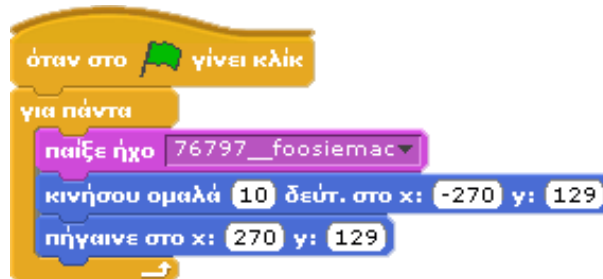 όταν στο γίνει κλίκ
για πάντα
παίξε ήχο 76797__foosiemac
κινήσου ομαλά 10 δεύτ. στο x: -270 y: 129
πήγαινε στο x: 270 y: 129